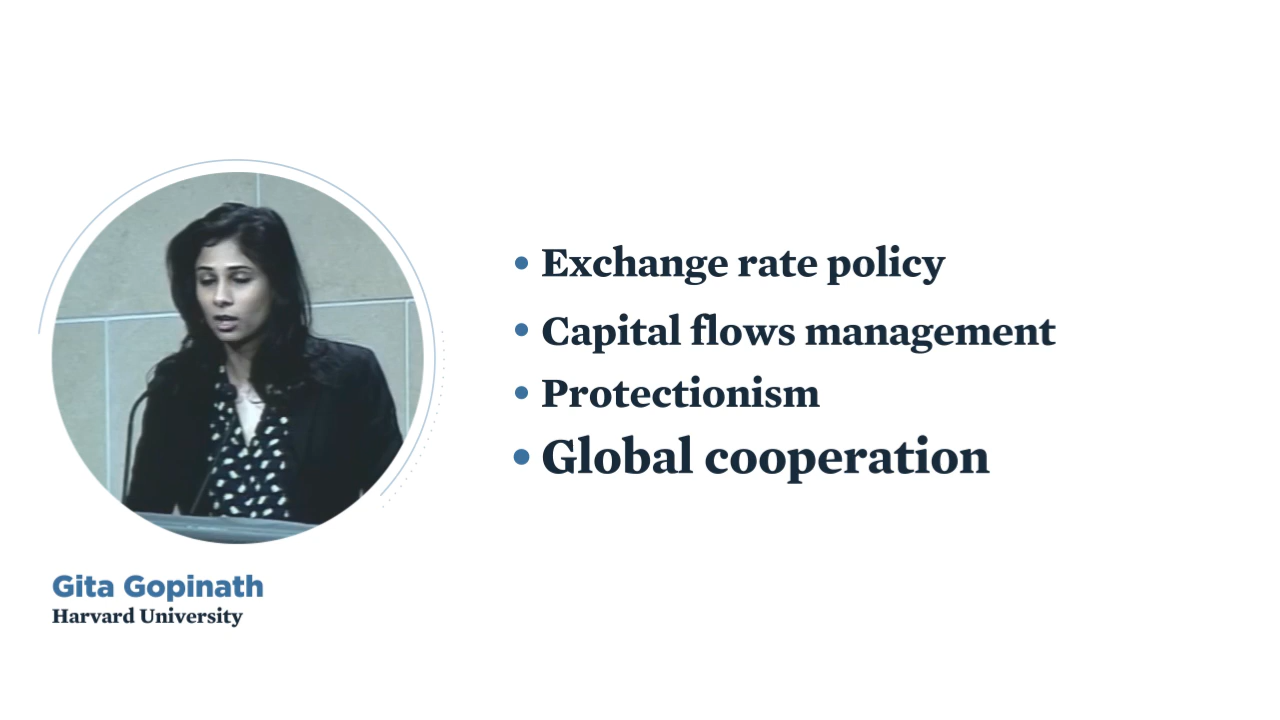 Exchange rate policy
Capital flows management
Protectionism
Global cooperation
Gita Gopinath
Harvard University